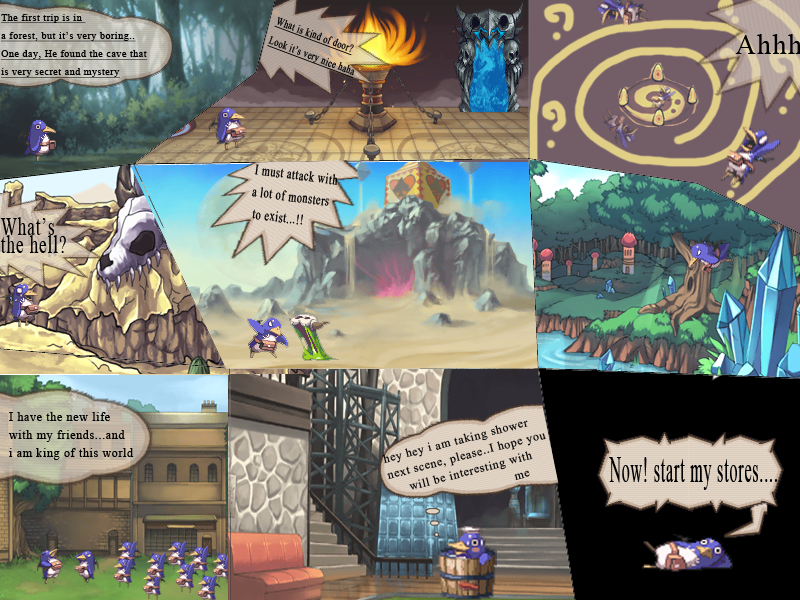 The first trip is in
a forest, but it's very boring..
One day, He found the cave that
is very secret and mystery
What is kind of door?
Look it's very nice haha
Ahhh
What's
the hell?
I must attack with
a lot of monsters
to exist...!!
I have the new life
with my friends...and
i am king of this world
hey hey i am taking shower
next scene, please..I hope you
will be interesting with
me
Now! start my stores....